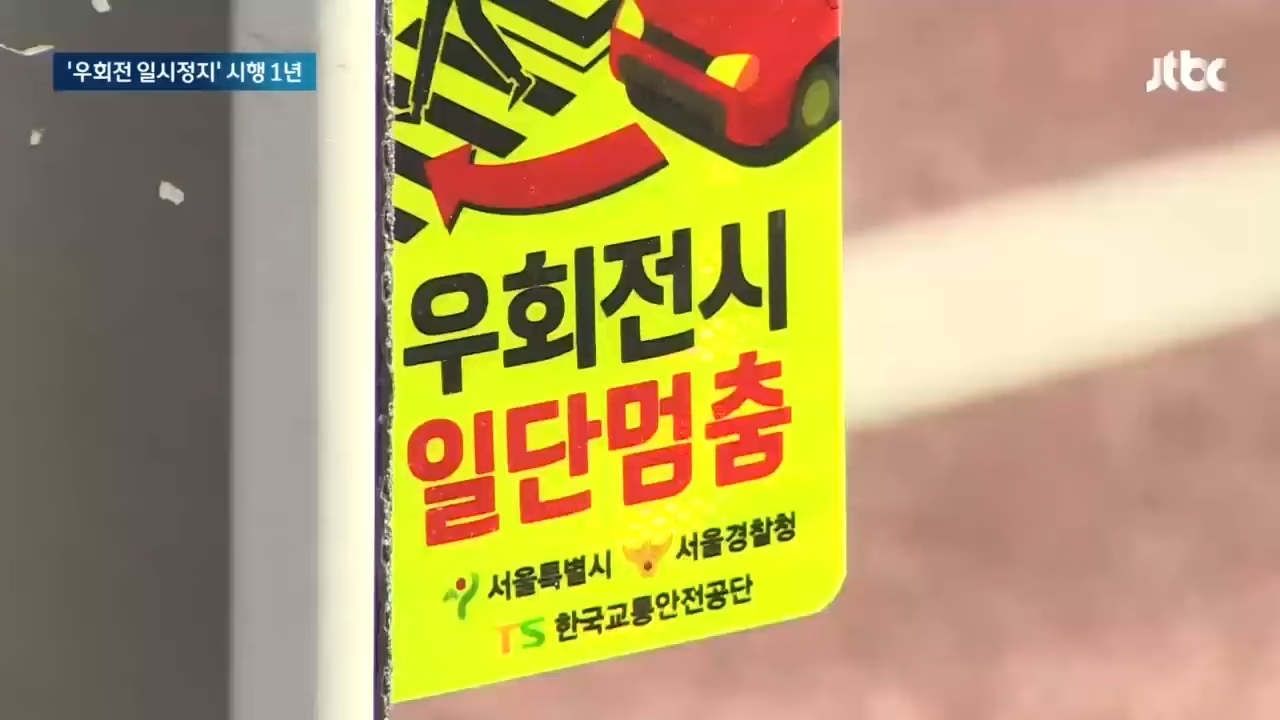 '우회전 일시정지' 시행 1년
jtbc
우회전시
일단멈춤
서울특별시 서울경찰청
TS 한국교통안전공단